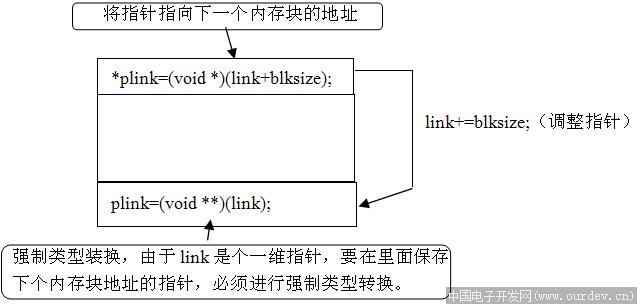 将指针指向下一个内存块的地址
*plink=(void *)(link+blksize);
link+=blksize;（调整指针）
plink=(void **)(link);
强制类型装换，由于 link 是个一维指针，要在里面保存
下个内存块地址的指针，必须进行强制类型转换。
中国电子开发网(www.ourdev.cn)